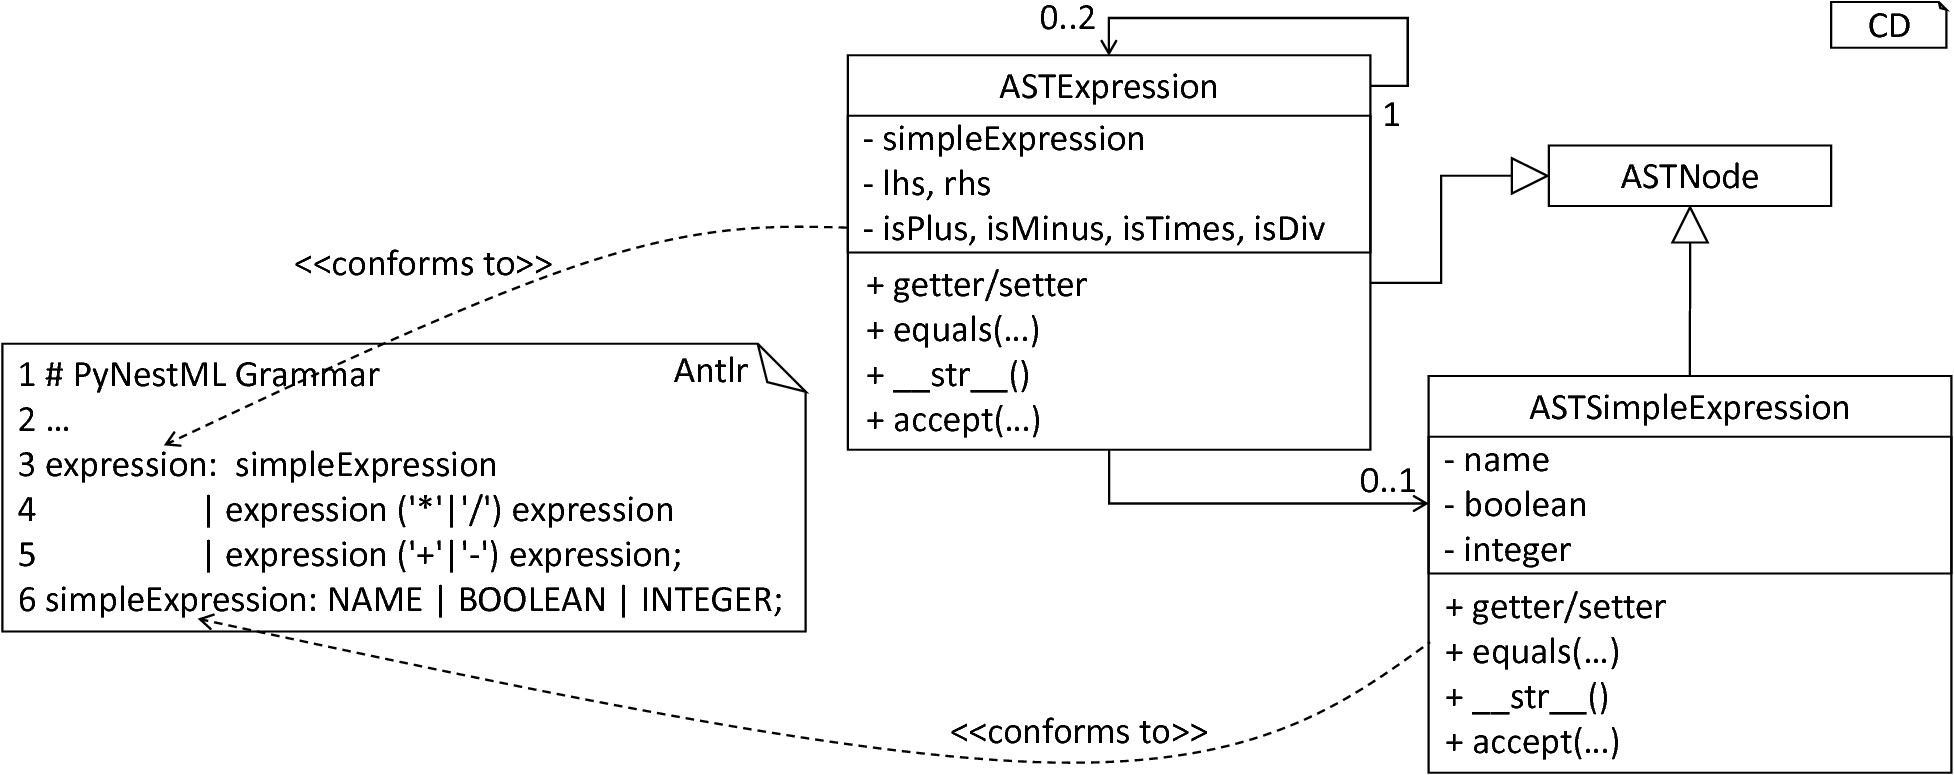 0..2
CD
ASTExpression
1
- simpleExpression
- lhs, rhs
- isPlus, isMinus, isTimes, isDiv
+ getter/setter
+ equals(...)
+ __str__()
+ accept(...)
ASTNode
<<conforms to>>
Antlr
1 # PyNestML Grammar
2 ...
3 expression: simpleExpression
4 | expression ('*'|'/') expression
5 | expression ('+'|'-') expression;
6 simpleExpression: NAME | BOOLEAN | INTEGER;
0..1
ASTSimpleExpression
- name
- boolean
- integer
+ getter/setter
+ equals(...)
+ __str__()
+ accept(...)
<<conforms to>>